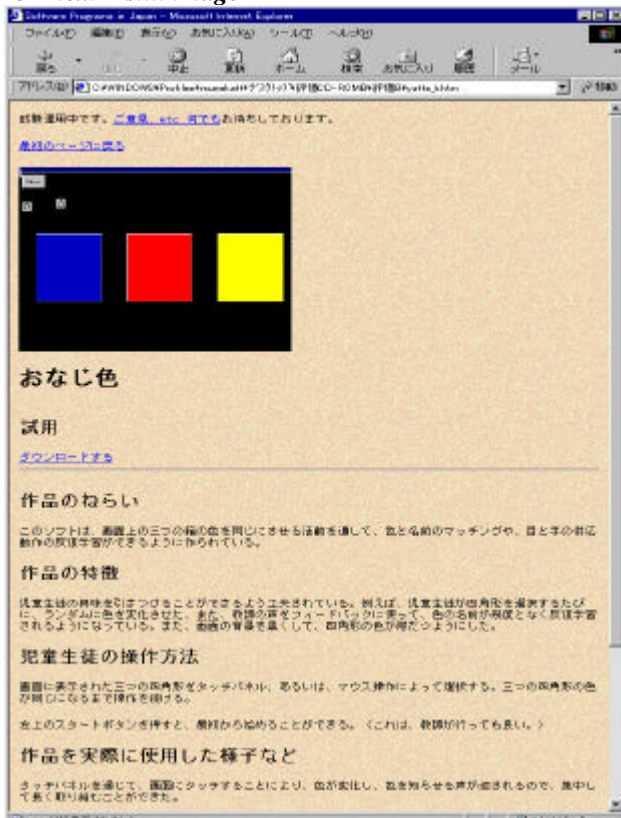 Software Programs in Japan - Microsoft Internet Explorer
ファイル(F) 編集(E) 表示(V) お気に入り(A) ツール(T) ヘルプ(H)
戻る 中止 更新 ホーム 検索 お気に入り 履歴 メール
アドレス(D)
試験運用中です。ご意見、etc 何でもお待ちしております。
最初のページに戻る
おなじ色
試用
ダウンロードする
作品のねらい
このソフトは、画面上の三つの箱の色を同じにさせる活動を通して、色と名前のマッチングや、目と手の供応
動作の反復学習ができるように作られている。
作品の特徴
児童生徒の興味を引きつけることができるよう工夫されている。例えば、児童生徒が四角形を選択するたび
に、ランダムに色を変化させた。また、教師の声をフィードバックに使って、色の名前が何度となく反復学習
されるようになっている。また、画面の背景を黒くして、四角形の色が際だつようにした。
児童生徒の操作方法
画面に表示された三つの四角形をタッチパネル、あるいは、マウス操作によって選択する。三つの四角形の色
が同じになるまで操作を続ける。
左上のスタートボタンを押すと、最初から始めることができる。（これは、教師が行っても良い。）
作品を実際に使用した様子など
タッチパネルを通じて、画面にタッチすることにより、色が変化し、色を知らせる声が返されるので、集中し
て長く取り組むことができた。